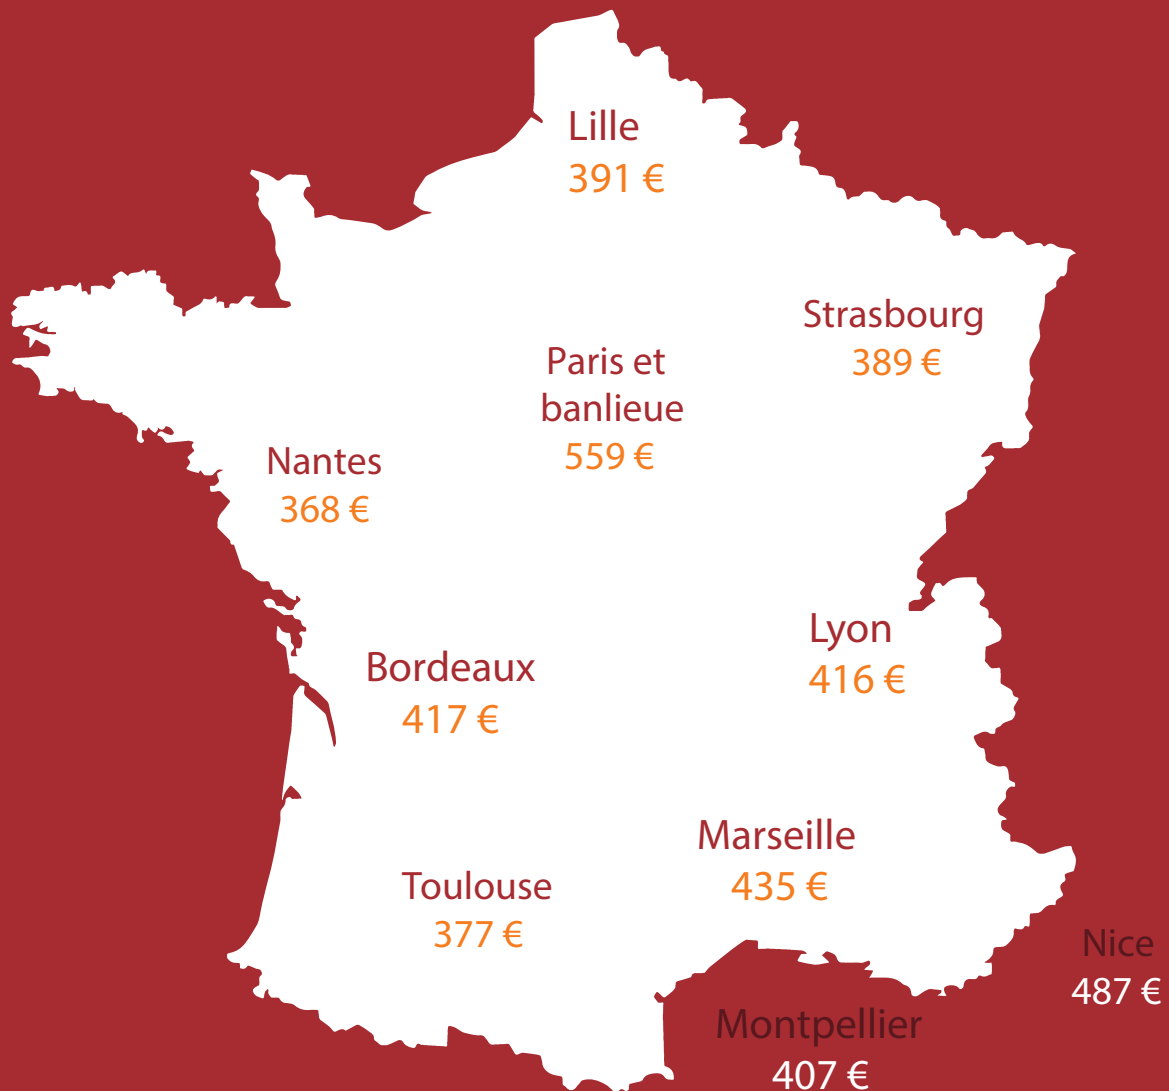 Lille
391 €
Strasbourg
389 €
Paris et
banlieue
559 €
Nantes
368 €
Lyon
416 €
Bordeaux
417 €
Marseille
435 €
Toulouse
377 €
Nice
487 €
Montpellier
407 €